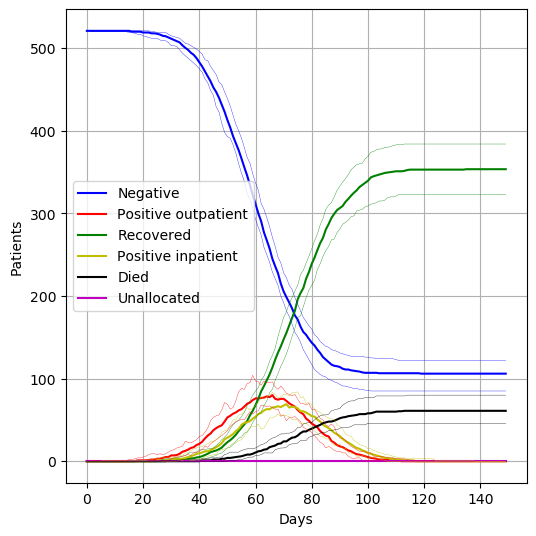 500
400
300
200
100
0
Patients
Negative
Positive outpatient
Recovered
Positive inpatient
Died
Unallocated
0 20 40 60 80 100 120 140
Days